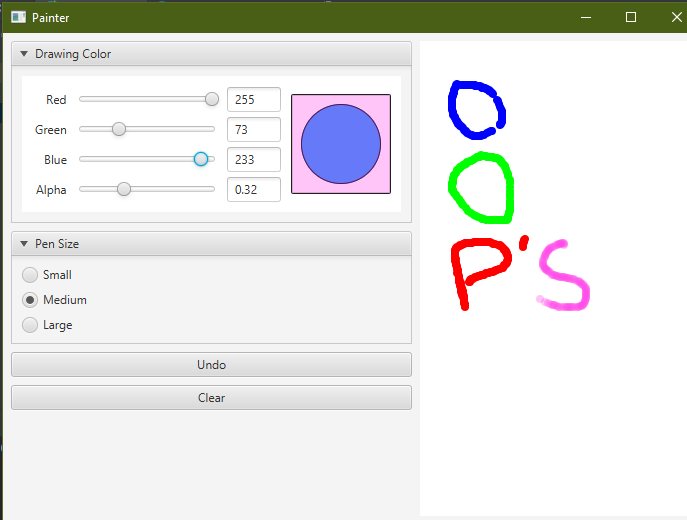 Painter
Drawing Color
Red 255
Green 73
Blue 233
Alpha 0.32
Pen Size
Small
Medium
Large
Undo
Clear
O
O
P's